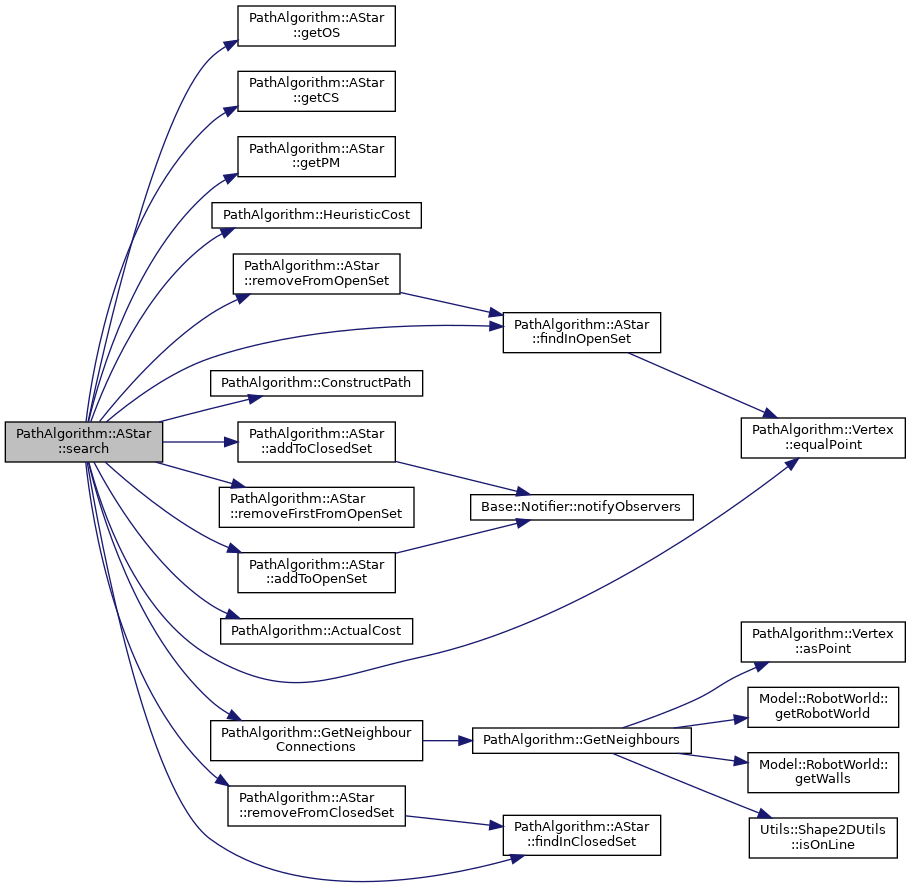 PathAlgorithm::AStar
::getOS
PathAlgorithm::AStar
::getCS
PathAlgorithm::AStar
::getPM
PathAlgorithm::HeuristicCost
PathAlgorithm::AStar
::removeFromOpenSet
PathAlgorithm::AStar
::findInOpenSet
PathAlgorithm::ConstructPath
PathAlgorithm::AStar
::search
PathAlgorithm::AStar
::addToClosedSet
PathAlgorithm::Vertex
::equalPoint
PathAlgorithm::AStar
::removeFirstFromOpenSet
Base::Notifier::notifyObservers
PathAlgorithm::AStar
::addToOpenSet
PathAlgorithm::ActualCost
PathAlgorithm::Vertex
::asPoint
PathAlgorithm::GetNeighbour
Connections
PathAlgorithm::GetNeighbours
Model::RobotWorld::
getRobotWorld
Model::RobotWorld::
getWalls
PathAlgorithm::AStar
::removeFromClosedSet
PathAlgorithm::AStar
::findInClosedSet
Utils::Shape2DUtils
::isOnLine